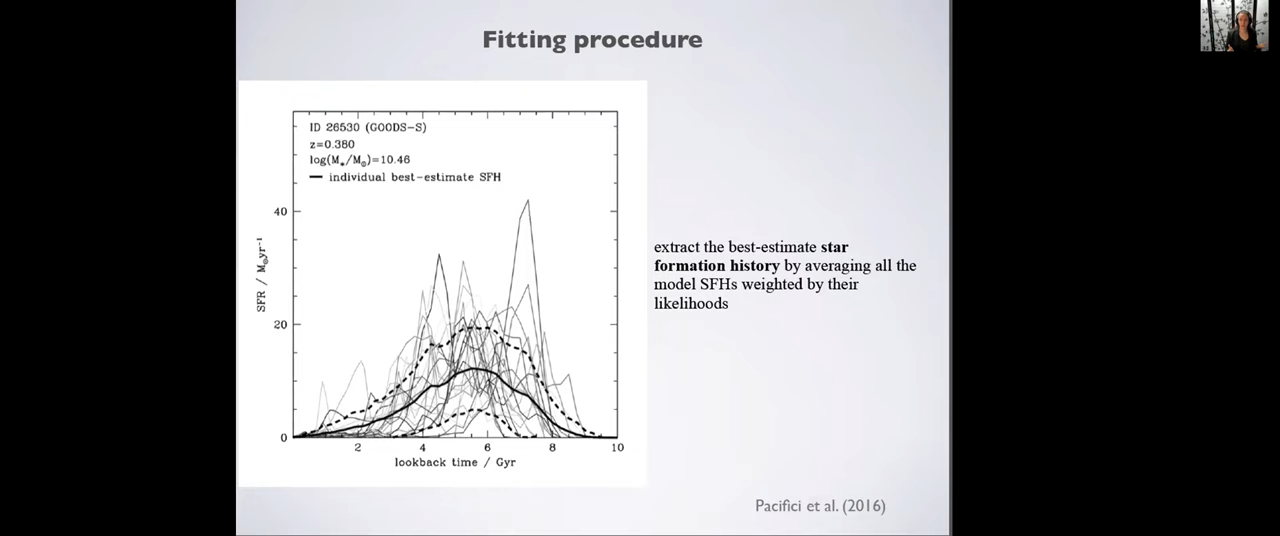 Fitting procedure
ID 26530 (GOODS-S)
z=0.380
log(M⁎/M⊙)=10.46
individual best-estimate SFH
40
20
0
SFR / M⊙yr⁻¹
2 4 6 8 10
lookback time / Gyr
extract the best-estimate star
formation history by averaging all the
model SFHs weighted by their
likelihoods
Pacifici et al. (2016)